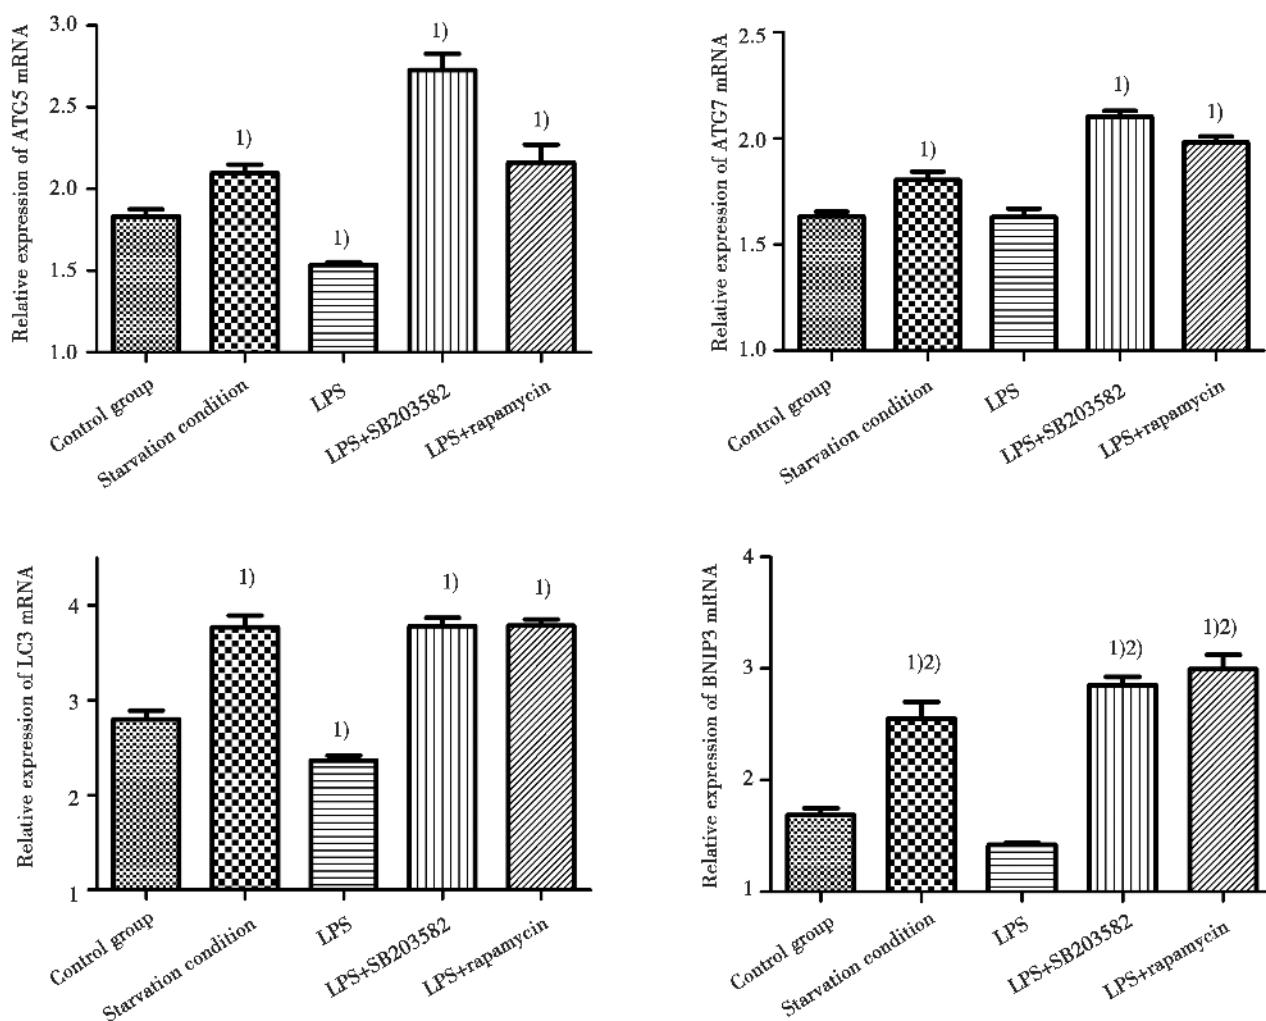 Relative expression of ATG5 mRNA
3.0
2.5
2.0
1.5
1.0
1)
1)
1)
1)
Control group
Starvation condition
LPS
LPS+SB203582
LPS+rapamycin
Relative expression of ATG7 mRNA
2.5
2.0
1.5
1.0
1)
1)
1)
Control group
Starvation condition
LPS
LPS+SB203582
LPS+rapamycin
Relative expression of LC3 mRNA
4
3
2
1
1)
1)
1)
1)
Control group
Starvation condition
LPS
LPS+SB203582
LPS+rapamycin
Relative expression of BNIP3 mRNA
4
3
2
1
1)2)
1)2)
1)2)
Control group
Starvation condition
LPS
LPS+SB203582
LPS+rapamycin